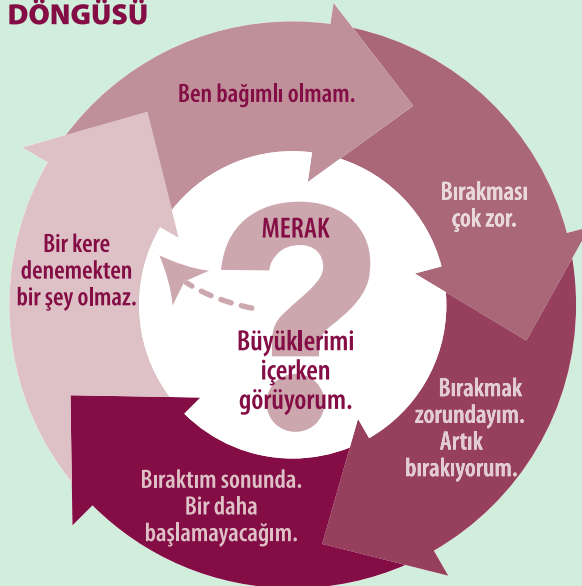 DÖNGÜSÜ
Ben bağımlı olmam.
Bırakması
çok zor.
Bırakmak
zorundayım.
Artık
bırakıyorum.
Bıraktım sonunda.
Bir daha
başlamayacağım.
Bir kere
denemekten
bir şey olmaz.
MERAK
?
Büyüklerimi
içerken
görüyorum.